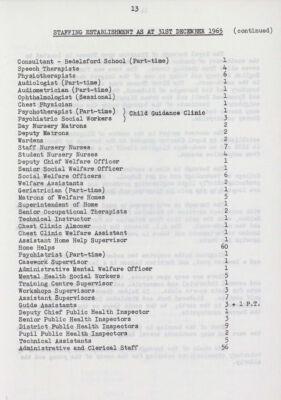 13
STAFFING ESTABLISHMENT AS AT 31ST DECEMBER 1965 (continued)
Consultant - Bedelsford School (Part-time) 1
Speech Therapists 4
Physiotherapists 6
Audiologist (Part-time) 1
Audiometrician (Part-time) 1
Ophthalmologist (Sessional) 1
Chest Physician 1
Psychotherapist (Part-time) } Child Guidance Clinic 1
Psychiatric Social Workers 3
Day Nursery Matrons 2
Deputy Matrons 2
Wardens 2
Staff Nursery Nurses 7
Student Nursery Nurses 4
Deputy Chief Welfare Officer 1
Senior Social Welfare Officer 1
Social Welfare Officers 6
Welfare Assistants 2
Geriatrician (Part-time) 1
Matrons of Welfare Homes 5
Superintendent of Home 1
Senior Occupational Therapists 2
Technical Instructor 1
Chest Clinic Almoner 1
Chest Clinic Welfare Assistant 1
Assistant Home Help Supervisor 1
Home Helps 60
Psychiatrist (Part-time) 1
Casework Supervisor 1
Administrative Mental Welfare Officer 1
Mental Health Social Workers 5
Training Centre Supervisor 1
Workshops Supervisors 3
Assistant Supervisors 7
Guide Assistants 3 + 1 P.T.
Deputy Chief Public Health Inspector 1
Senior Public Health Inspectors 3
District Public Health Inspectors 9
Pupil Public Health Inspectors 2
Technical Assistants 5
Administrative and Clerical Staff 56